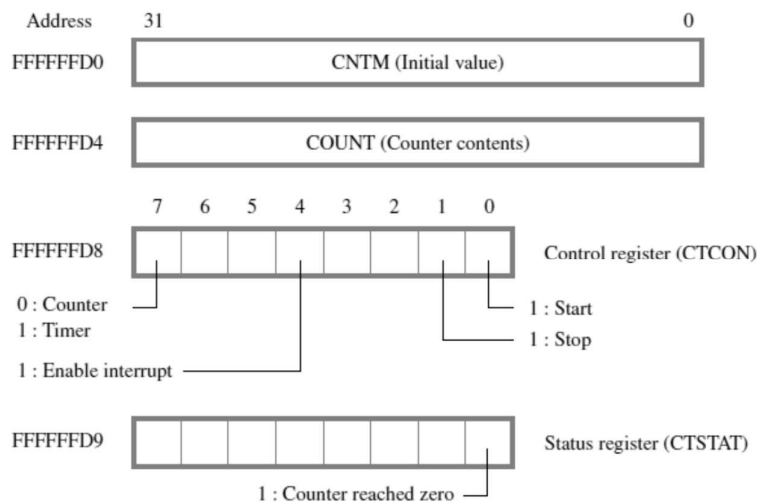 Address 31 0
FFFFFFD0 CNTM (Initial value)
FFFFFFD4 COUNT (Counter contents)
7 6 5 4 3 2 1 0
FFFFFFD8 Control register (CTCON)
0 : Counter 1 : Start
1 : Timer
1 : Stop
1 : Enable interrupt
FFFFFFD9 Status register (CTSTAT)
1 : Counter reached zero